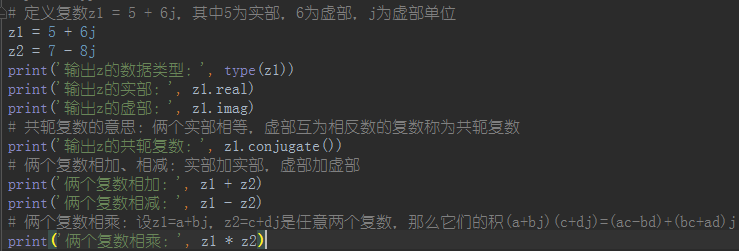 # 定义复数z1 = 5 + 6j, 其中5为实部, 6为虚部, j为虚部单位
z1 = 5 + 6j
z2 = 7 - 8j
print('输出z的数据类型: ', type(z1))
print('输出z的实部: ', z1.real)
print('输出z的虚部: ', z1.imag)
# 共轭复数的意思: 俩个实部相等, 虚部互为相反数的复数称为共轭复数
print('输出z的共轭复数: ', z1.conjugate())
# 俩个复数相加、相减: 实部加实部, 虚部加虚部
print('俩个复数相加: ', z1 + z2)
print('俩个复数相减: ', z1 - z2)
# 俩个复数相乘: 设z1=a+bj, z2=c+dj是任意两个复数, 那么它们的积(a+bj)(c+dj)=(ac-bd)+(bc+ad)j
print('俩个复数相乘: ', z1 * z2)